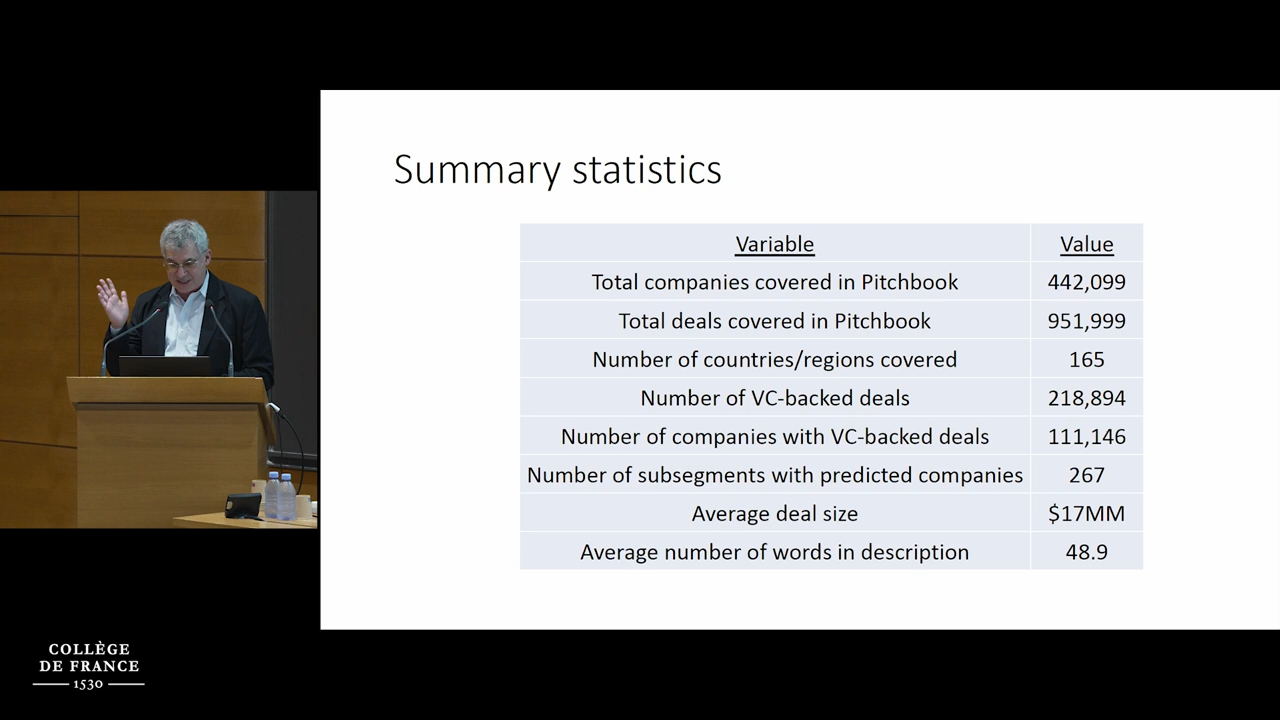 Summary statistics
Variable Value
Total companies covered in Pitchbook 442,099
Total deals covered in Pitchbook 951,999
Number of countries/regions covered 165
Number of VC-backed deals 218,894
Number of companies with VC-backed deals 111,146
Number of subsegments with predicted companies 267
Average deal size $17MM
Average number of words in description 48.9
COLLÈGE
DE FRANCE
1530